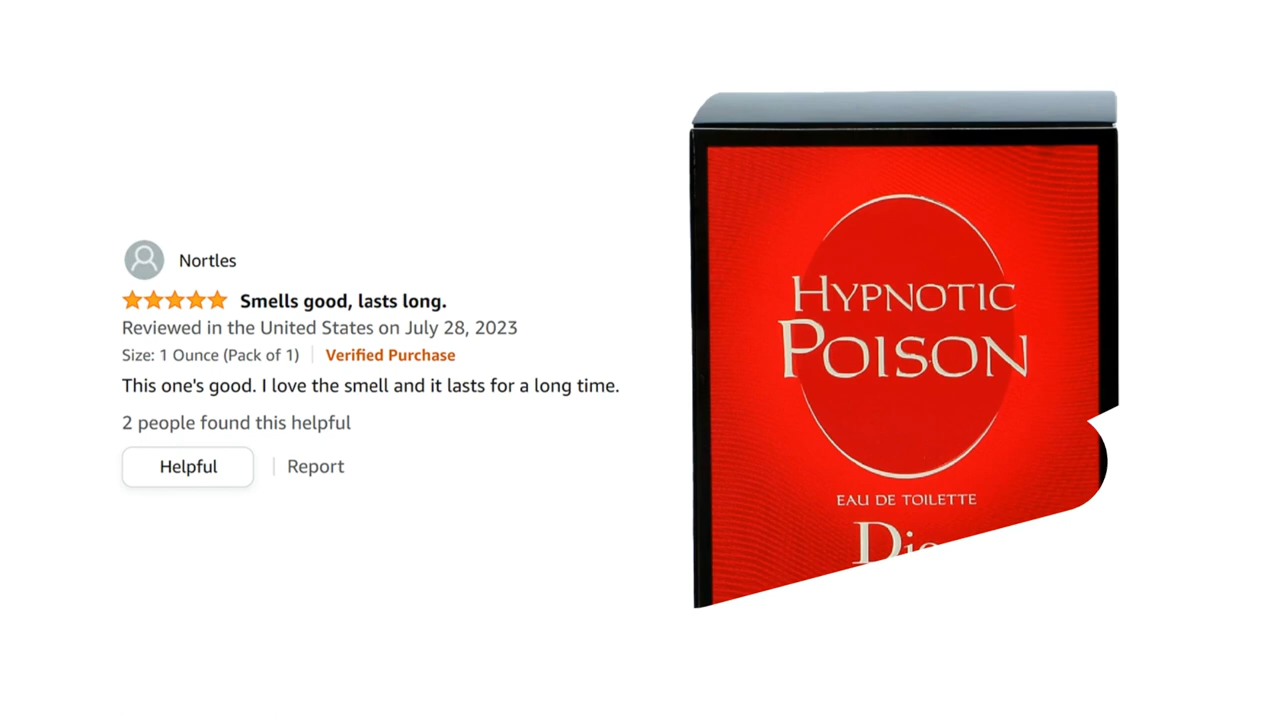 Nortles
Smells good, lasts long.
Reviewed in the United States on July 28, 2023
Size: 1 Ounce (Pack of 1) | Verified Purchase
This one's good. I love the smell and it lasts for a long time.
2 people found this helpful
Helpful | Report
HYPNOTIC
POISON
EAU DE TOILETTE